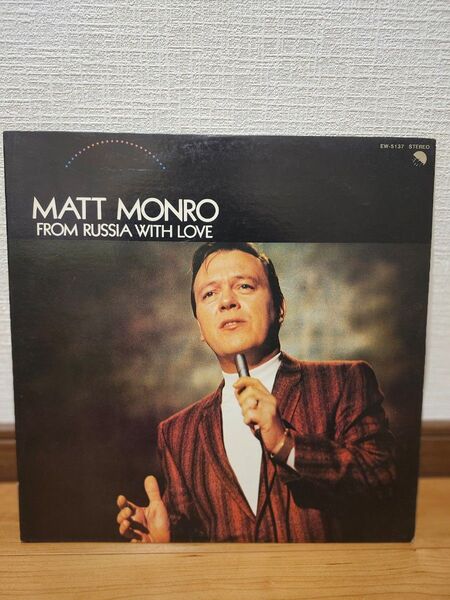 EW-5137 STEREO
MATT MONRO
FROM RUSSIA WITH LOVE